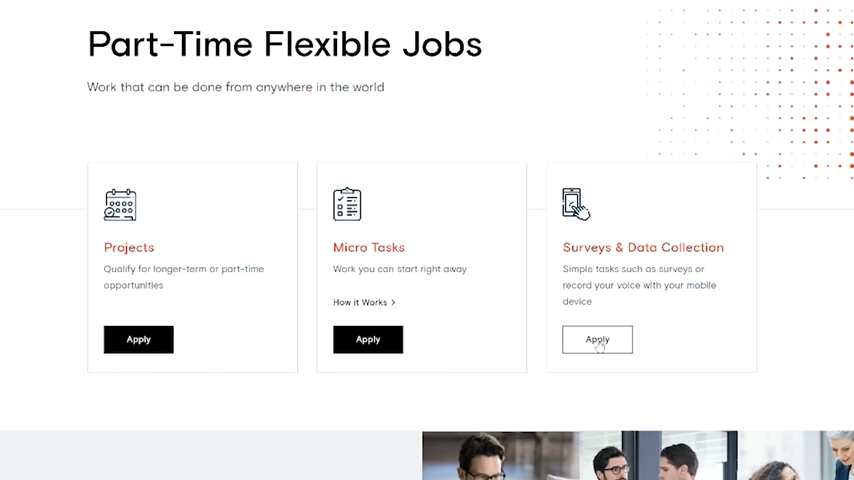 Part-Time Flexible Jobs
Work that can be done from anywhere in the world
Projects
Qualify for longer-term or part-time
opportunities
Apply
Micro Tasks
Work you can start right away
How it Works >
Apply
Surveys & Data Collection
Simple tasks such as surveys or
record your voice with your mobile
device
Apply